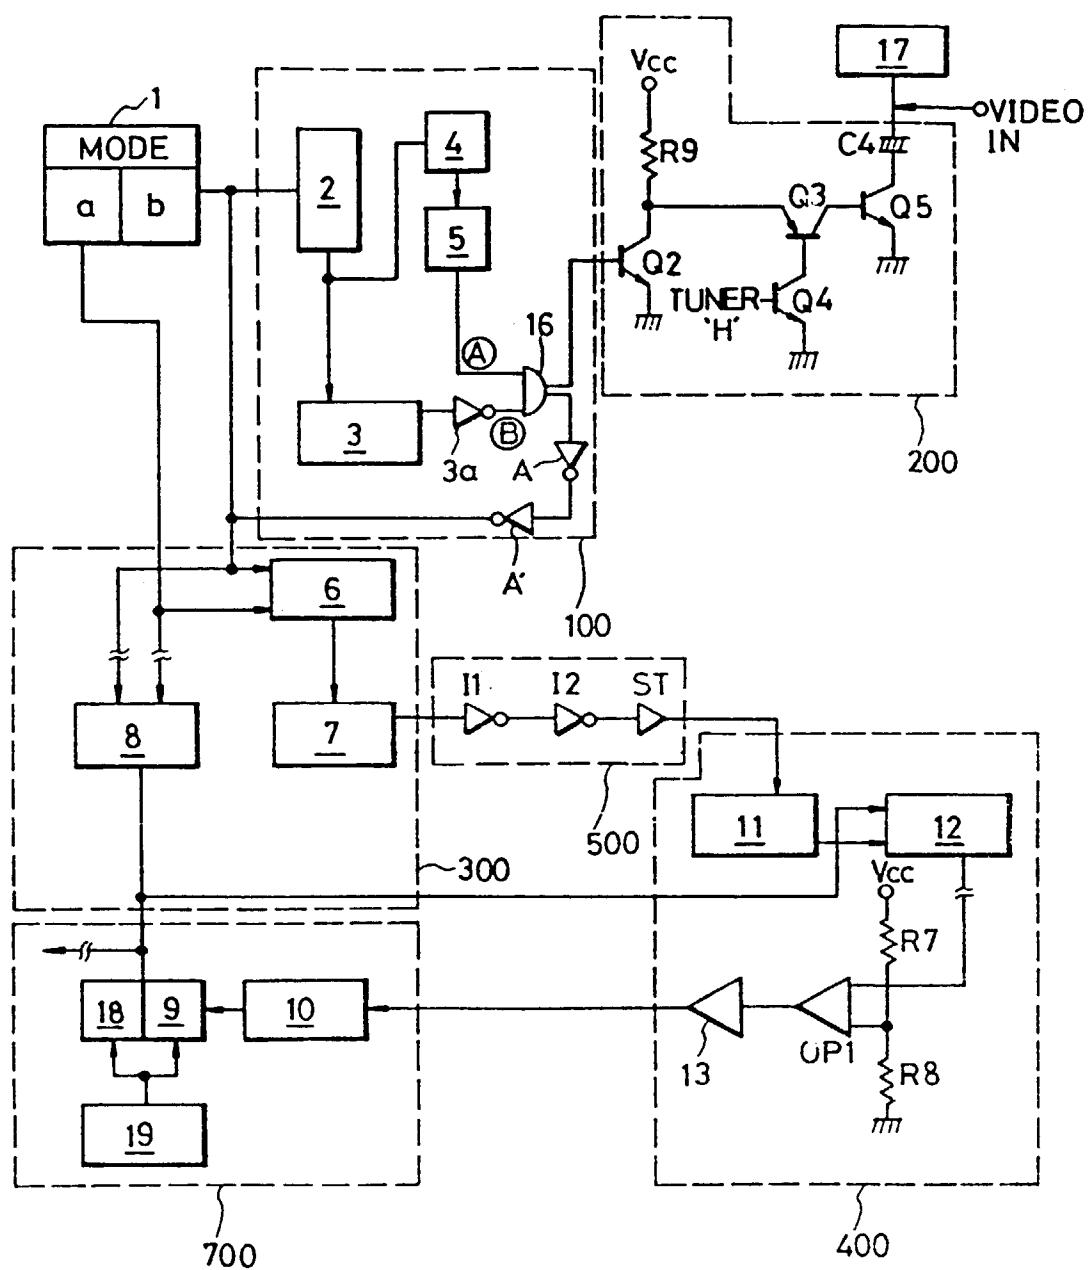 1
MODE
a b
2
4
5
A
16
3
3a
B
A
A'
100
Vcc
R9
Q2
Q3
TUNER
'H'
Q4
Q5
C4
17
VIDEO
IN
200
6
7
8
300
I1 I2 ST
500
11
12
Vcc
R7
R8
OP1
13
400
18 9
10
19
700